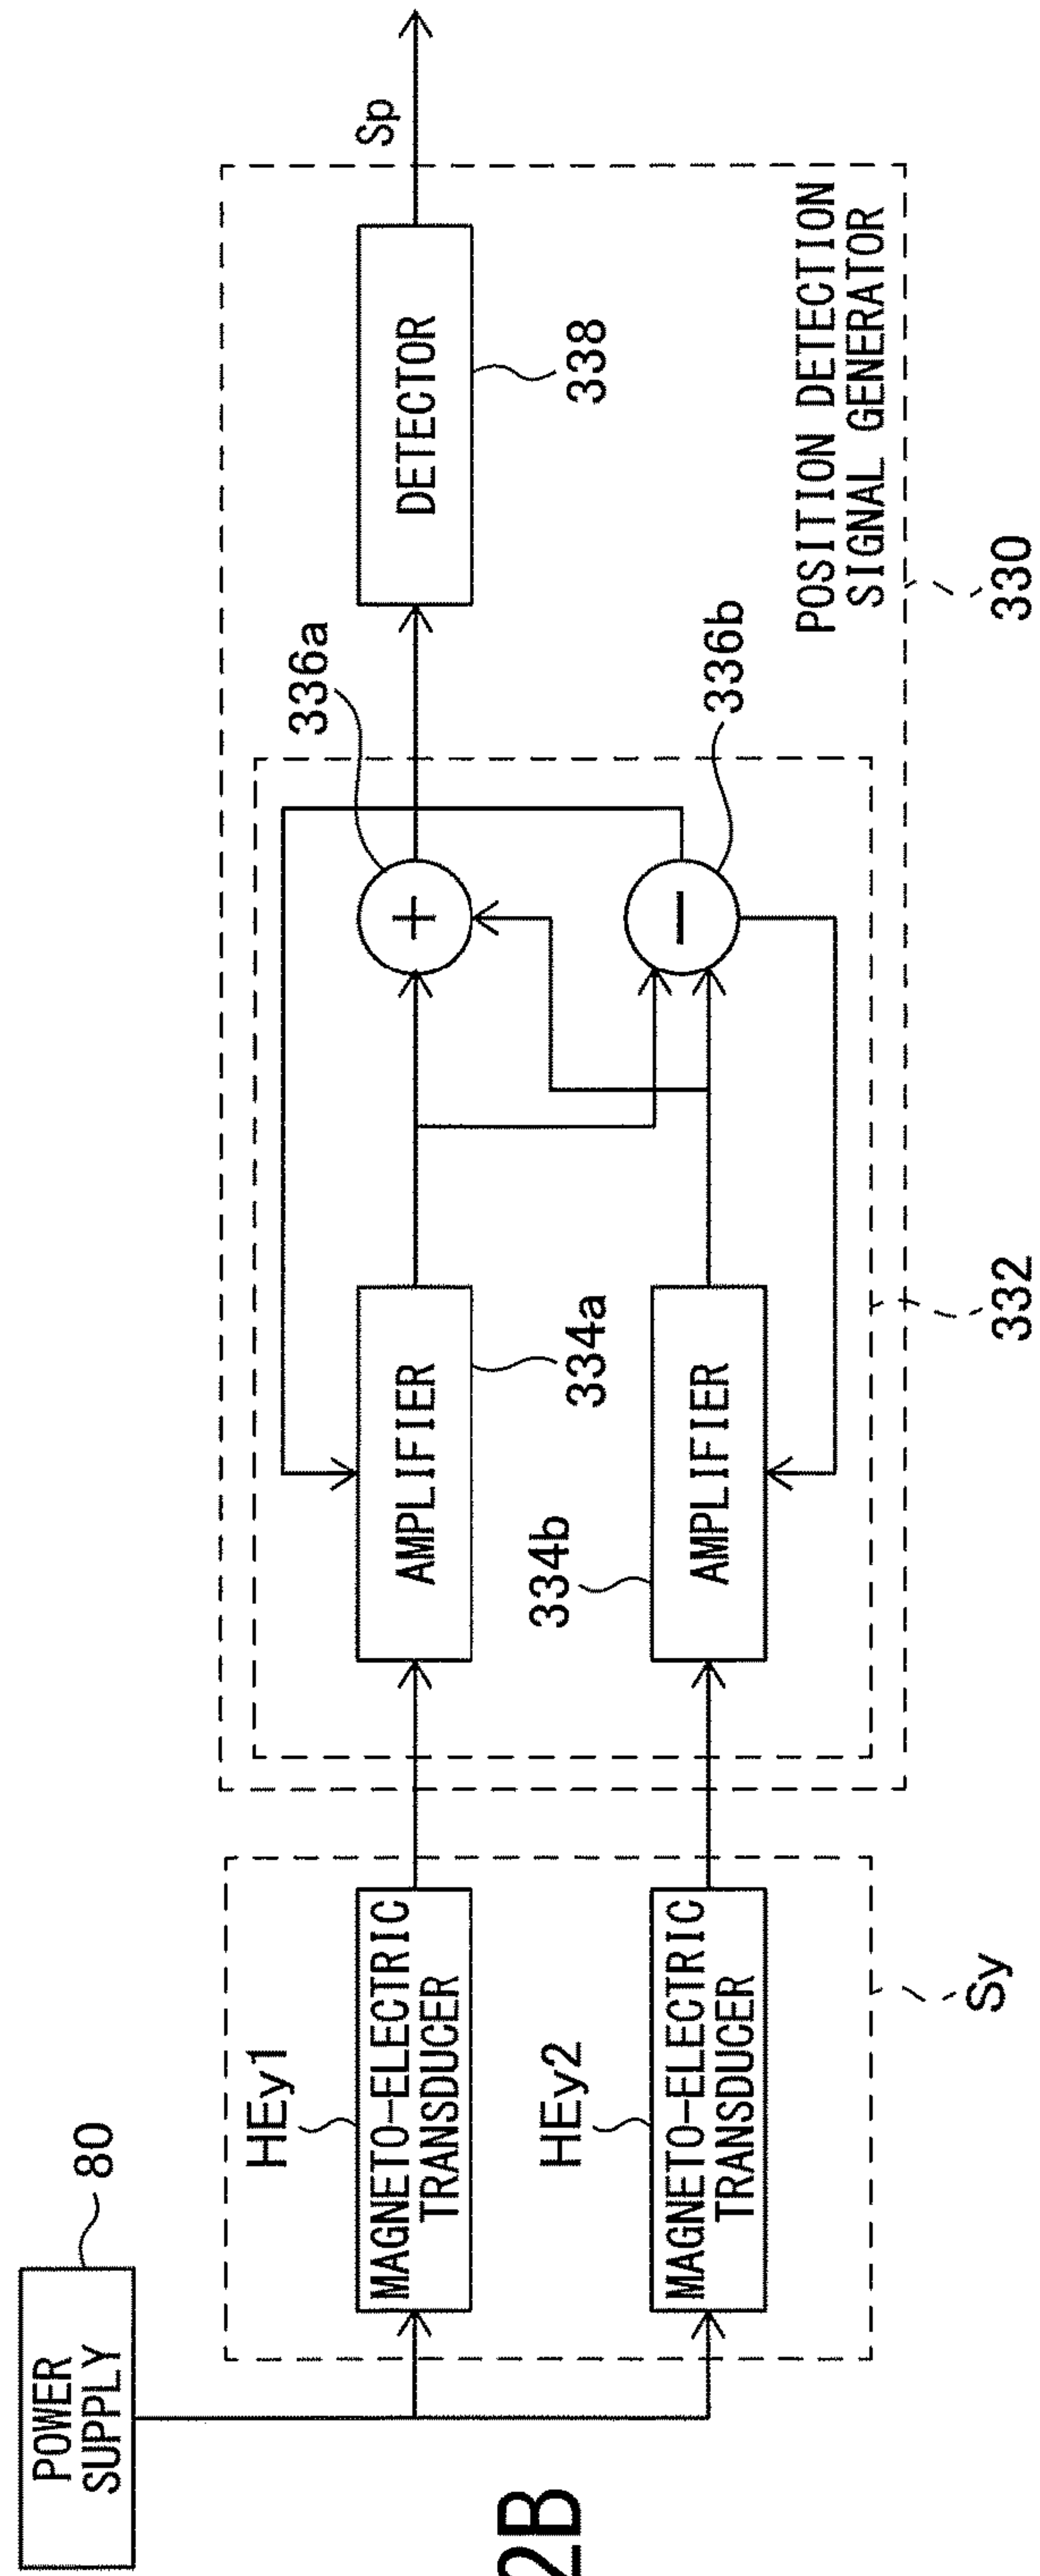 2B
POWER
SUPPLY
80
HEy1
MAGNETO-ELECTRIC
TRANSDUCER
HEy2
MAGNETO-ELECTRIC
TRANSDUCER
Sy
AMPLIFIER
334a
334b
AMPLIFIER
332
336a
+
336b
−
DETECTOR
338
Sp
POSITION DETECTION
SIGNAL GENERATOR
330